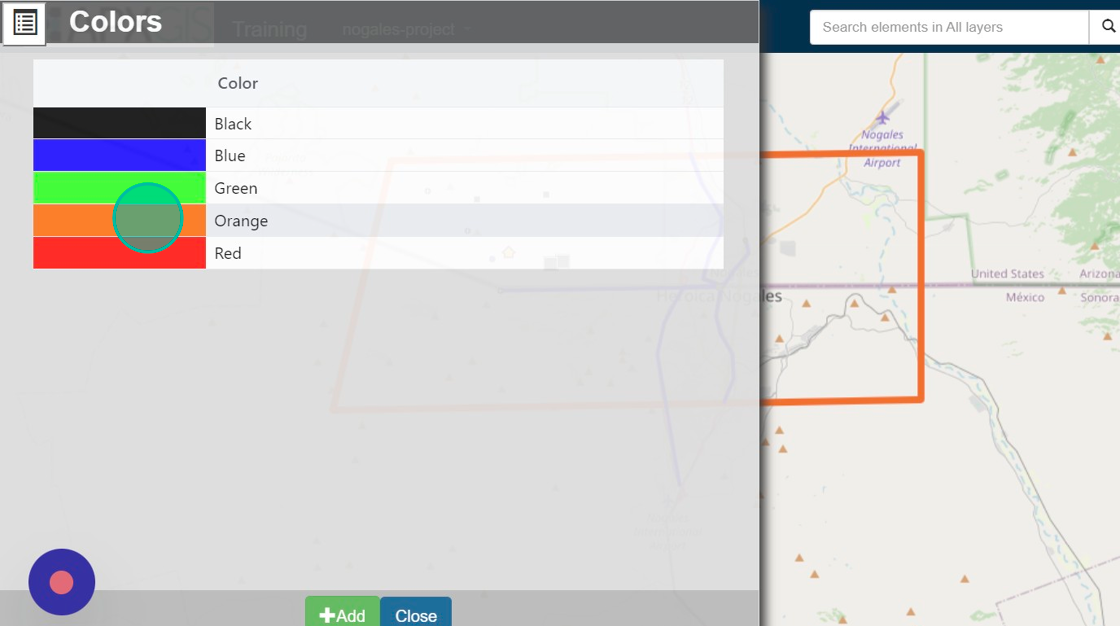 Colors
Training
nogales-project
Search elements in All layers
Color
Black
Blue
Green
Orange
Red
Nogales
International
Airport
Heroica Nogales
United States
Arizona
México
Sonora
Add
Close